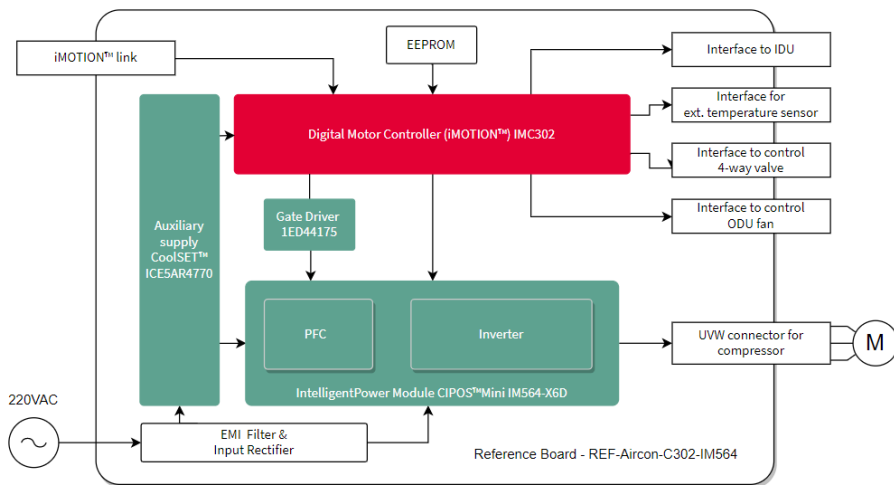 iMOTION™ link
EEPROM
Interface to IDU
Interface for
ext. temperature sensor
Digital Motor Controller (iMOTION™) IMC302
Interface to control
4-way valve
Gate Driver
1ED44175
Interface to control
ODU fan
Auxiliary
supply
CoolSET™
ICE5AR4770
PFC
Inverter
UVW connector for
compressor
M
IntelligentPower Module CIPOS™Mini IM564-X6D
220VAC
EMI Filter &
Input Rectifier
Reference Board - REF-Aircon-C302-IM564